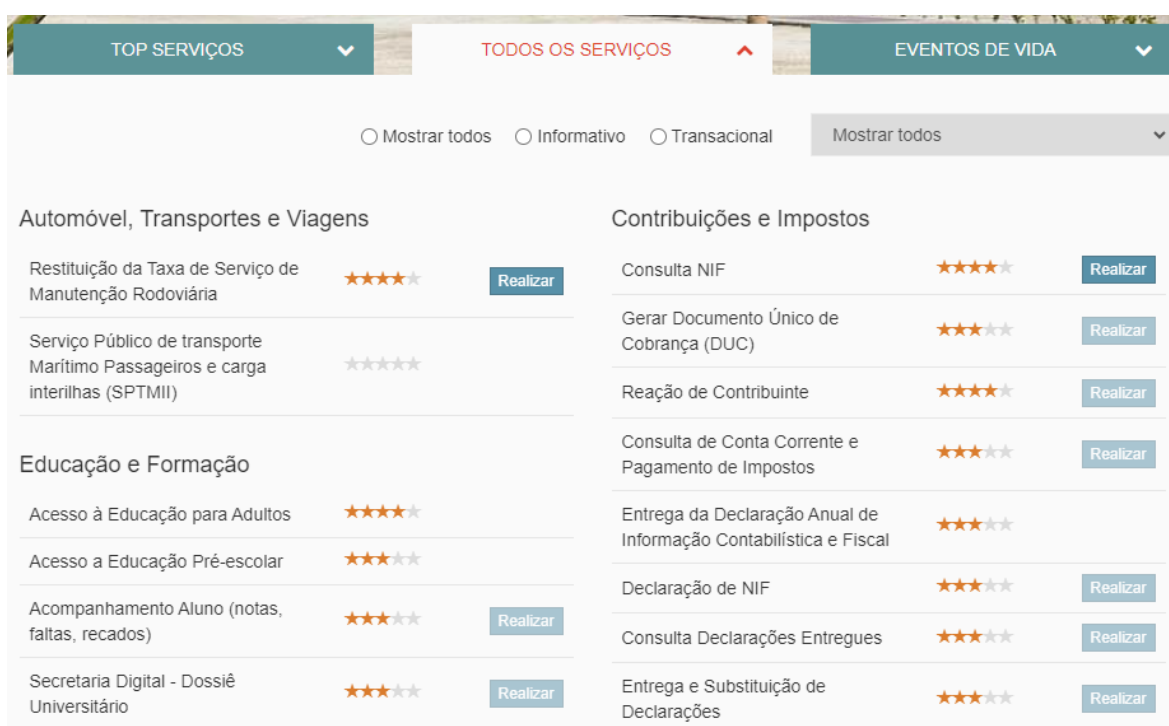 TOP SERVIÇOS
TODOS OS SERVIÇOS
EVENTOS DE VIDA
Mostrar todos
Informativo
Transacional
Mostrar todos
Automóvel, Transportes e Viagens
Restituição da Taxa de Serviço de
Manutenção Rodoviária
Realizar
Serviço Público de transporte
Marítimo Passageiros e carga
interilhas (SPTMII)
Educação e Formação
Acesso à Educação para Adultos
Acesso a Educação Pré-escolar
Acompanhamento Aluno (notas,
faltas, recados)
Realizar
Secretaria Digital - Dossiê
Universitário
Realizar
Contribuições e Impostos
Consulta NIF
Realizar
Gerar Documento Único de
Cobrança (DUC)
Realizar
Reação de Contribuinte
Realizar
Consulta de Conta Corrente e
Pagamento de Impostos
Realizar
Entrega da Declaração Anual de
Informação Contabilística e Fiscal
Declaração de NIF
Realizar
Consulta Declarações Entregues
Realizar
Entrega e Substituição de
Declarações
Realizar